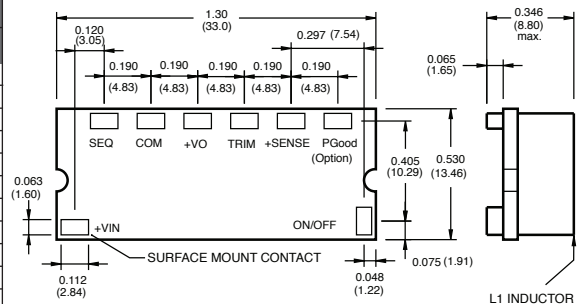 1.30
(33.0)
0.346
(8.80)
max.
0.120
(3.05)
0.297 (7.54)
0.065
(1.65)
0.190 0.190 0.190 0.190 0.190
(4.83) (4.83) (4.83) (4.83) (4.83)
SEQ COM +VO TRIM +SENSE PGood
(Option)
0.405
(10.29)
0.530
(13.46)
0.063
(1.60)
+VIN
ON/OFF
SURFACE MOUNT CONTACT
0.075 (1.91)
0.112
(2.84)
0.048
(1.22)
L1 INDUCTOR